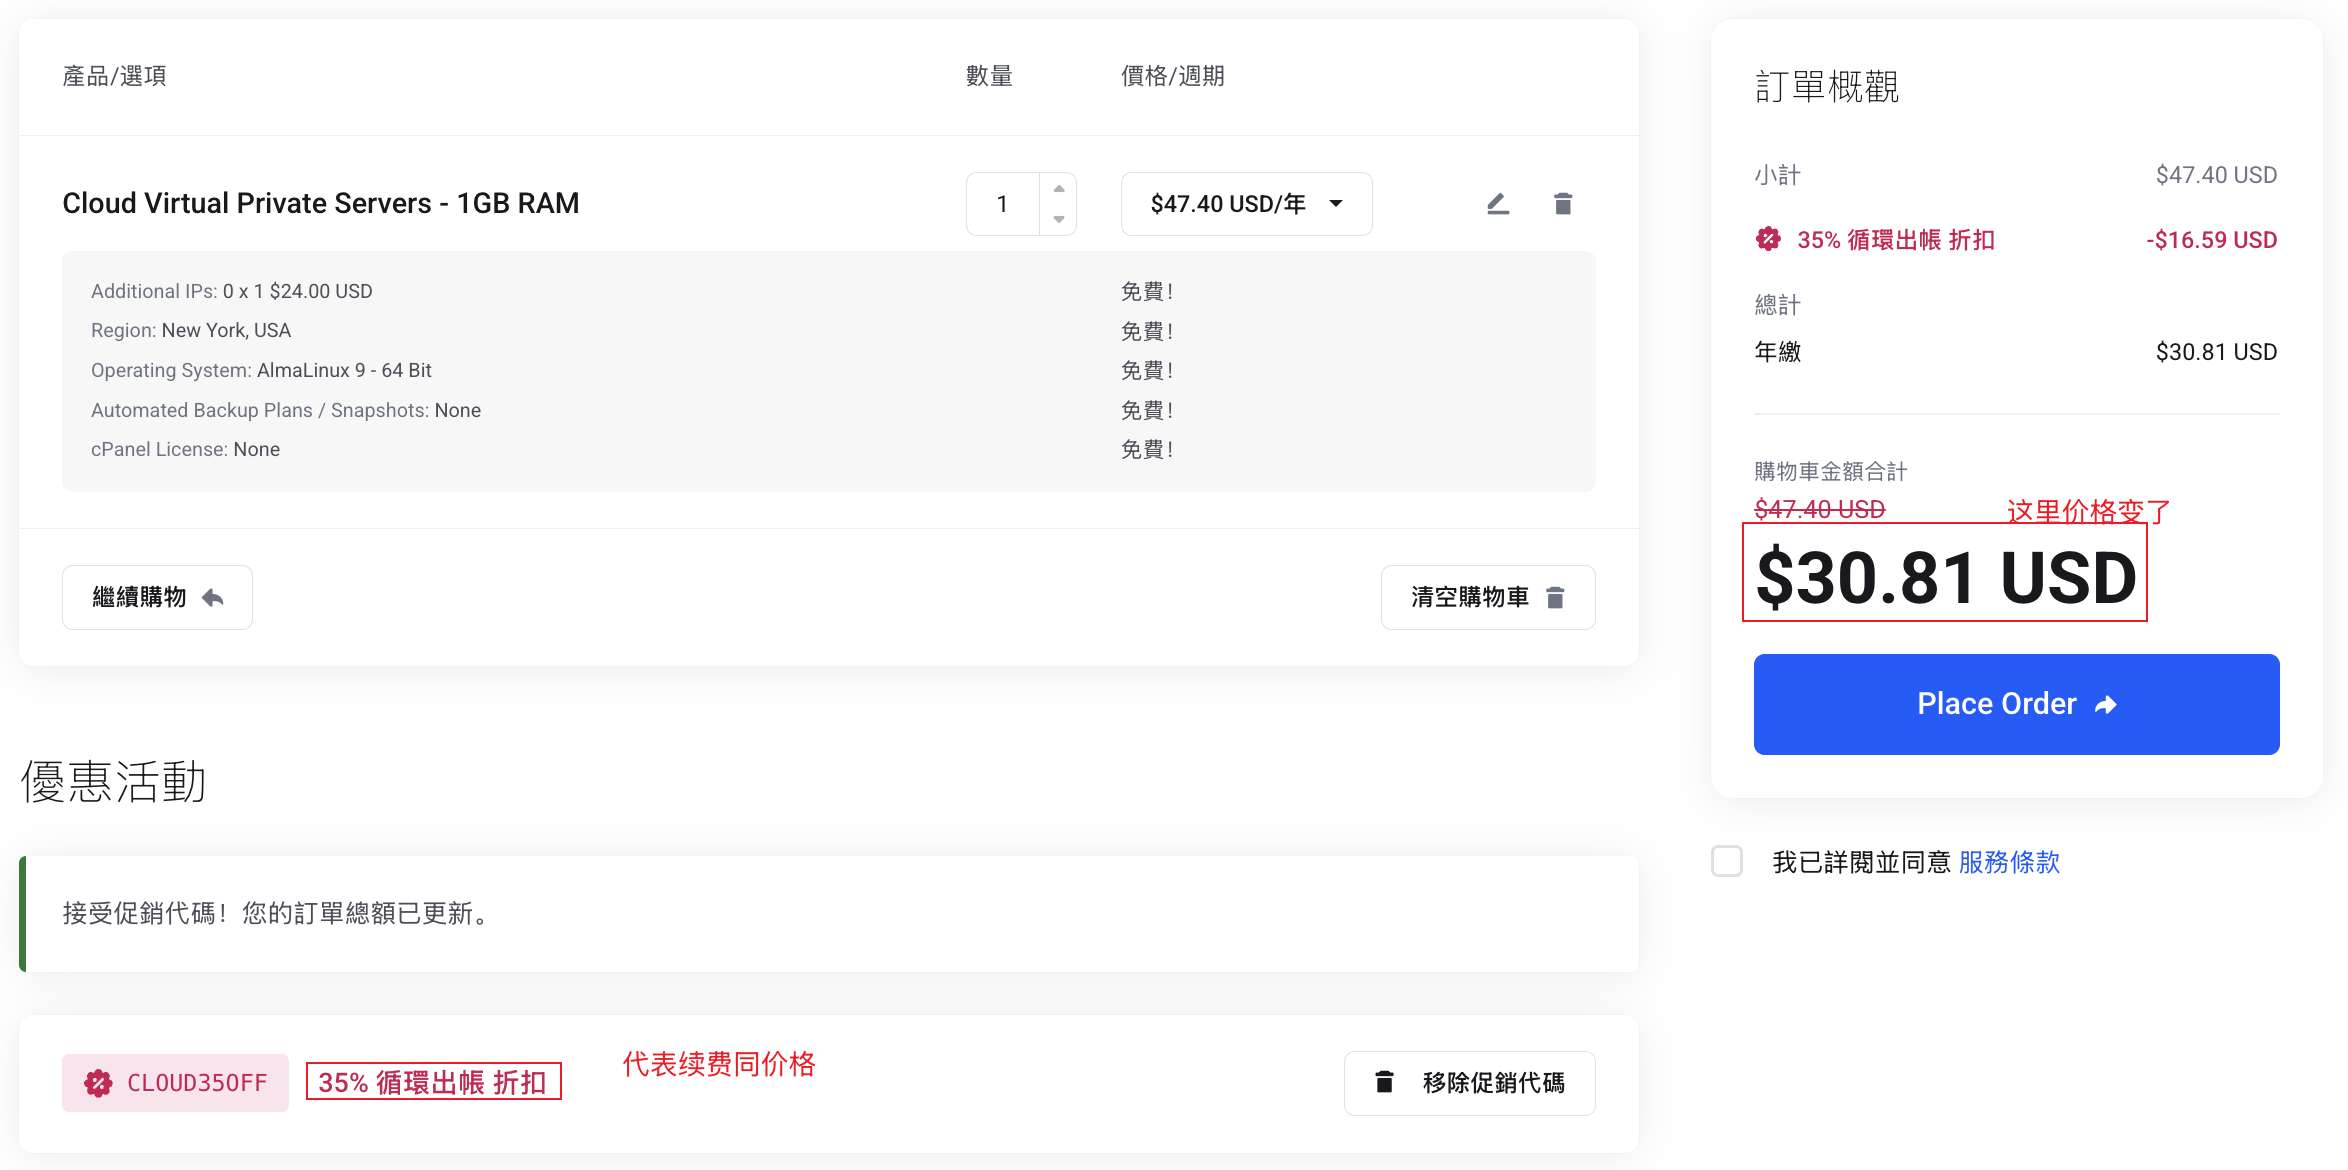 產品/選項
數量
價格/週期
Cloud Virtual Private Servers - 1GB RAM
1
$47.40 USD/年
Additional IPs: 0 x 1 $24.00 USD
免費！
Region: New York, USA
免費！
Operating System: AlmaLinux 9 - 64 Bit
免費！
Automated Backup Plans / Snapshots: None
免費！
cPanel License: None
免費！
繼續購物
清空購物車
優惠活動
接受促銷代碼！您的訂單總額已更新。
CLOUD35OFF
35% 循環出帳 折扣
代表续费同价格
移除促銷代碼
訂單概觀
小計
$47.40 USD
35% 循環出帳 折扣
-$16.59 USD
總計
年繳
$30.81 USD
購物車金額合計
$47.40 USD
这里价格变了
$30.81 USD
Place Order
我已詳閱並同意 服務條款